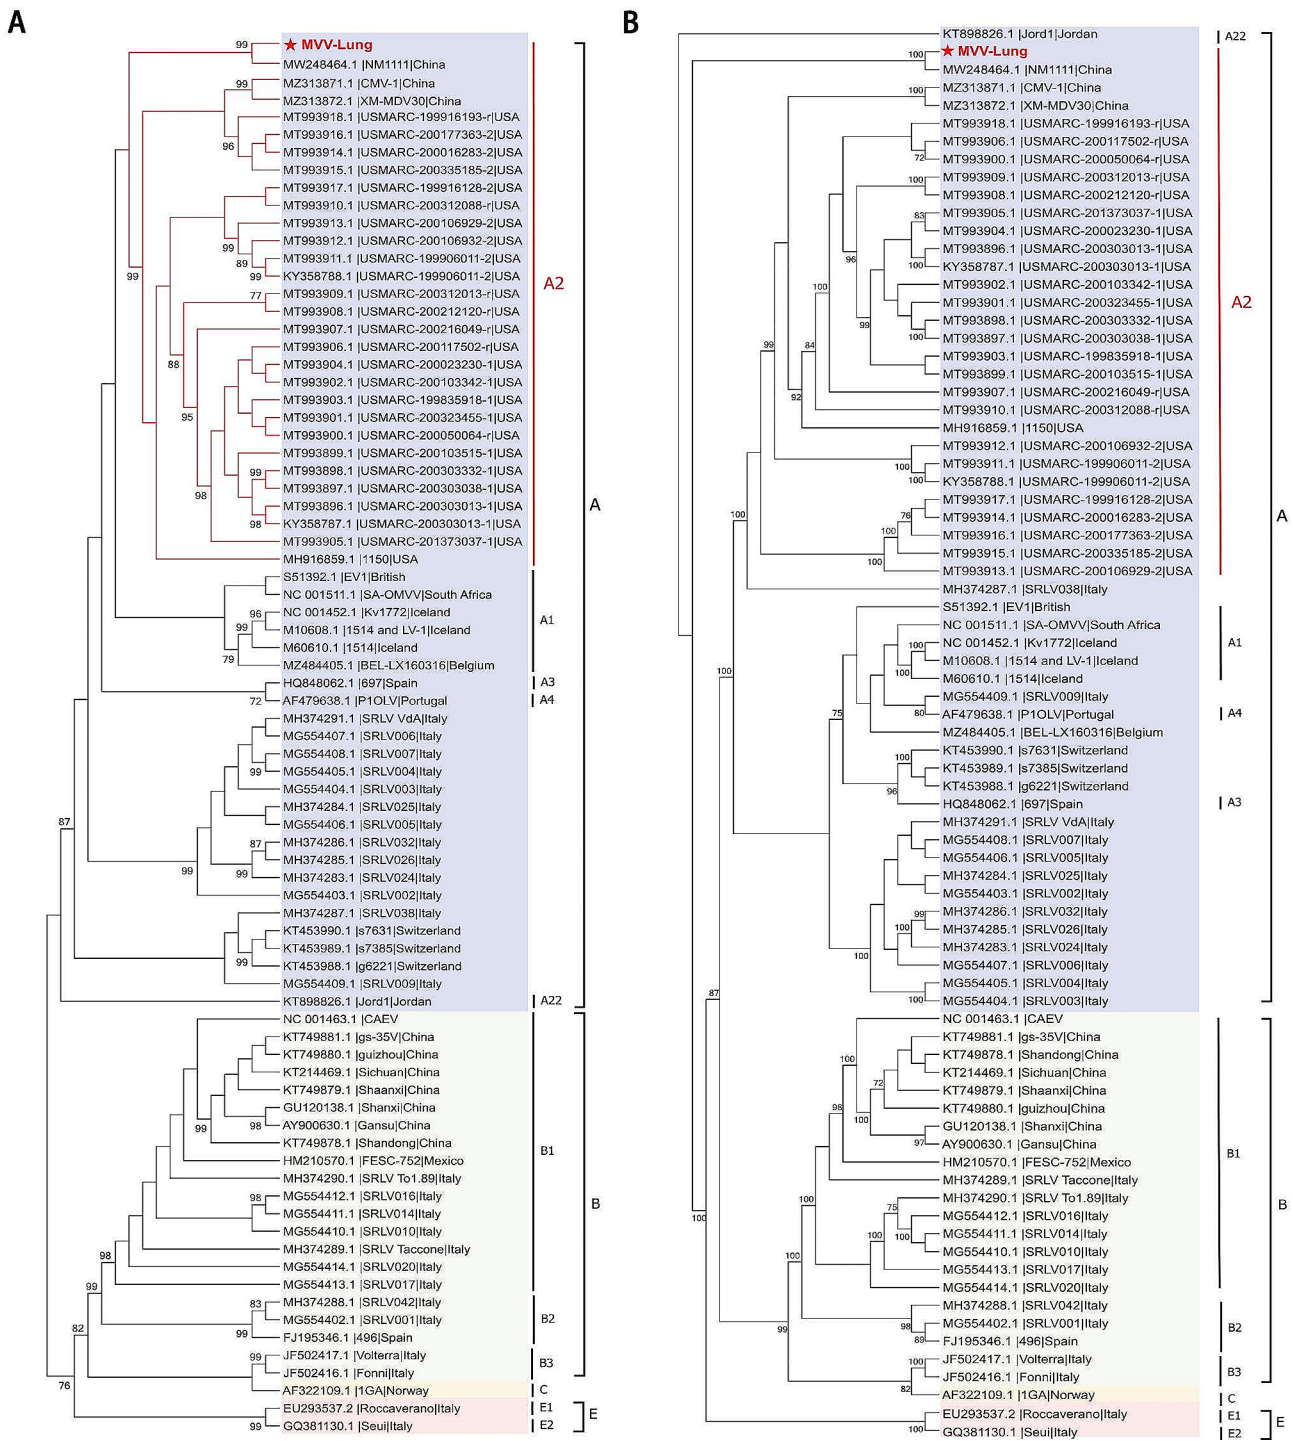 A
99
★ MVV-Lung
MW248464.1 |NM1111|China
99
MZ313871.1 |CMV-1|China
MZ313872.1 |XM-MDV30|China
MT993918.1 |USMARC-199916193-r|USA
MT993916.1 |USMARC-200177363-2|USA
96
MT993914.1 |USMARC-200016283-2|USA
MT993915.1 |USMARC-200335185-2|USA
MT993917.1 |USMARC-199916128-2|USA
MT993910.1 |USMARC-200312088-r|USA
MT993913.1 |USMARC-200106929-2|USA
MT993912.1 |USMARC-200106932-2|USA
99
MT993911.1 |USMARC-199906011-2|USA
89
KY358788.1 |USMARC-199906011-2|USA
99
99
A2
77
MT993909.1 |USMARC-200312013-r|USA
MT993908.1 |USMARC-200212120-r|USA
MT993907.1 |USMARC-200216049-r|USA
MT993906.1 |USMARC-200117502-r|USA
88
MT993904.1 |USMARC-200023230-1|USA
MT993902.1 |USMARC-200103342-1|USA
MT993903.1 |USMARC-199835918-1|USA
95
MT993901.1 |USMARC-200323455-1|USA
MT993900.1 |USMARC-200050064-r|USA
MT993899.1 |USMARC-200103515-1|USA
99
MT993898.1 |USMARC-200303332-1|USA
MT993897.1 |USMARC-200303038-1|USA
98
MT993896.1 |USMARC-200303013-1|USA
A
98
KY358787.1 |USMARC-200303013-1|USA
MT993905.1 |USMARC-201373037-1|USA
MH916859.1 |1150|USA
S51392.1 |EV1|British
NC 001511.1 |SA-OMVV|South Africa
96
NC 001452.1 |Kv1772|Iceland
A1
99
M10608.1 |1514 and LV-1|Iceland
M60610.1 |1514|Iceland
79
MZ484405.1 |BEL-LX160316|Belgium
HQ848062.1 |697|Spain
A3
72
AF479638.1 |P1OLV|Portugal
A4
MH374291.1 |SRLV VdA|Italy
MG554407.1 |SRLV006|Italy
MG554408.1 |SRLV007|Italy
99
MG554405.1 |SRLV004|Italy
MG554404.1 |SRLV003|Italy
MH374284.1 |SRLV025|Italy
87
MG554406.1 |SRLV005|Italy
87
MH374286.1 |SRLV032|Italy
MH374285.1 |SRLV026|Italy
99
99
MH374283.1 |SRLV024|Italy
MG554403.1 |SRLV002|Italy
MH374287.1 |SRLV038|Italy
KT453990.1 |s7631|Switzerland
KT453989.1 |s7385|Switzerland
99
KT453988.1 |g6221|Switzerland
MG554409.1 |SRLV009|Italy
KT898826.1 |Jord1|Jordan
A22
NC 001463.1 |CAEV
KT749881.1 |gs-35V|China
KT749880.1 |guizhou|China
KT214469.1 |Sichuan|China
KT749879.1 |Shaanxi|China
GU120138.1 |Shanxi|China
99
98
AY900630.1 |Gansu|China
KT749878.1 |Shandong|China
B1
HM210570.1 |FESC-752|Mexico
MH374290.1 |SRLV To1.89|Italy
98
MG554412.1 |SRLV016|Italy
B
MG554411.1 |SRLV014|Italy
MG554410.1 |SRLV010|Italy
MH374289.1 |SRLV Taccone|Italy
98
MG554414.1 |SRLV020|Italy
99
MG554413.1 |SRLV017|Italy
83
MH374288.1 |SRLV042|Italy
MG554402.1 |SRLV001|Italy
B2
82
99
FJ195346.1 |496|Spain
99
JF502417.1 |Volterra|Italy
B3
JF502416.1 |Fonni|Italy
76
AF322109.1 |1GA|Norway
C
EU293537.2 |Roccaverano|Italy
E1
E
99
GQ381130.1 |Seui|Italy
E2
B
KT898826.1 |Jord1|Jordan
A22
★ MVV-Lung
100
MW248464.1 |NM1111|China
100
MZ313871.1 |CMV-1|China
MZ313872.1 |XM-MDV30|China
MT993918.1 |USMARC-199916193-r|USA
MT993906.1 |USMARC-200117502-r|USA
72
MT993900.1 |USMARC-200050064-r|USA
100
MT993909.1 |USMARC-200312013-r|USA
MT993908.1 |USMARC-200212120-r|USA
83
MT993905.1 |USMARC-201373037-1|USA
MT993904.1 |USMARC-200023230-1|USA
96
MT993896.1 |USMARC-200303013-1|USA
100
KY358787.1 |USMARC-200303013-1|USA
100
MT993902.1 |USMARC-200103342-1|USA
MT993901.1 |USMARC-200323455-1|USA
A2
99
MT993898.1 |USMARC-200303332-1|USA
100
MT993897.1 |USMARC-200303038-1|USA
99
84
MT993903.1 |USMARC-199835918-1|USA
MT993899.1 |USMARC-200103515-1|USA
92
MT993907.1 |USMARC-200216049-r|USA
MT993910.1 |USMARC-200312088-r|USA
MH916859.1 |1150|USA
MT993912.1 |USMARC-200106932-2|USA
100
MT993911.1 |USMARC-199906011-2|USA
100
KY358788.1 |USMARC-199906011-2|USA
MT993917.1 |USMARC-199916128-2|USA
100
76
MT993914.1 |USMARC-200016283-2|USA
A
100
MT993916.1 |USMARC-200177363-2|USA
MT993915.1 |USMARC-200335185-2|USA
100
MT993913.1 |USMARC-200106929-2|USA
MH374287.1 |SRLV038|Italy
S51392.1 |EV1|British
NC 001511.1 |SA-OMVV|South Africa
100
NC 001452.1 |Kv1772|Iceland
A1
M10608.1 |1514 and LV-1|Iceland
100
100
M60610.1 |1514|Iceland
MG554409.1 |SRLV009|Italy
75
80
AF479638.1 |P1OLV|Portugal
A4
MZ484405.1 |BEL-LX160316|Belgium
100
KT453990.1 |s7631|Switzerland
KT453989.1 |s7385|Switzerland
96
KT453988.1 |g6221|Switzerland
HQ848062.1 |697|Spain
A3
MH374291.1 |SRLV VdA|Italy
MG554408.1 |SRLV007|Italy
MG554406.1 |SRLV005|Italy
MH374284.1 |SRLV025|Italy
MG554403.1 |SRLV002|Italy
99
MH374286.1 |SRLV032|Italy
100
MH374285.1 |SRLV026|Italy
MH374283.1 |SRLV024|Italy
100
MG554407.1 |SRLV006|Italy
MG554405.1 |SRLV004|Italy
87
100
MG554404.1 |SRLV003|Italy
NC 001463.1 |CAEV
KT749881.1 |gs-35V|China
100
KT749878.1 |Shandong|China
KT214469.1 |Sichuan|China
72
KT749879.1 |Shaanxi|China
98
KT749880.1 |guizhou|China
100
GU120138.1 |Shanxi|China
97
AY900630.1 |Gansu|China
B1
HM210570.1 |FESC-752|Mexico
MH374289.1 |SRLV Taccone|Italy
100
MH374290.1 |SRLV To1.89|Italy
B
75
MG554412.1 |SRLV016|Italy
100
100
MG554411.1 |SRLV014|Italy
100
100
MG554410.1 |SRLV010|Italy
MG554413.1 |SRLV017|Italy
MG554414.1 |SRLV020|Italy
MH374288.1 |SRLV042|Italy
99
98
MG554402.1 |SRLV001|Italy
B2
89
FJ195346.1 |496|Spain
100
JF502417.1 |Volterra|Italy
B3
JF502416.1 |Fonni|Italy
82
AF322109.1 |1GA|Norway
C
EU293537.2 |Roccaverano|Italy
E1
E
100
GQ381130.1 |Seui|Italy
E2